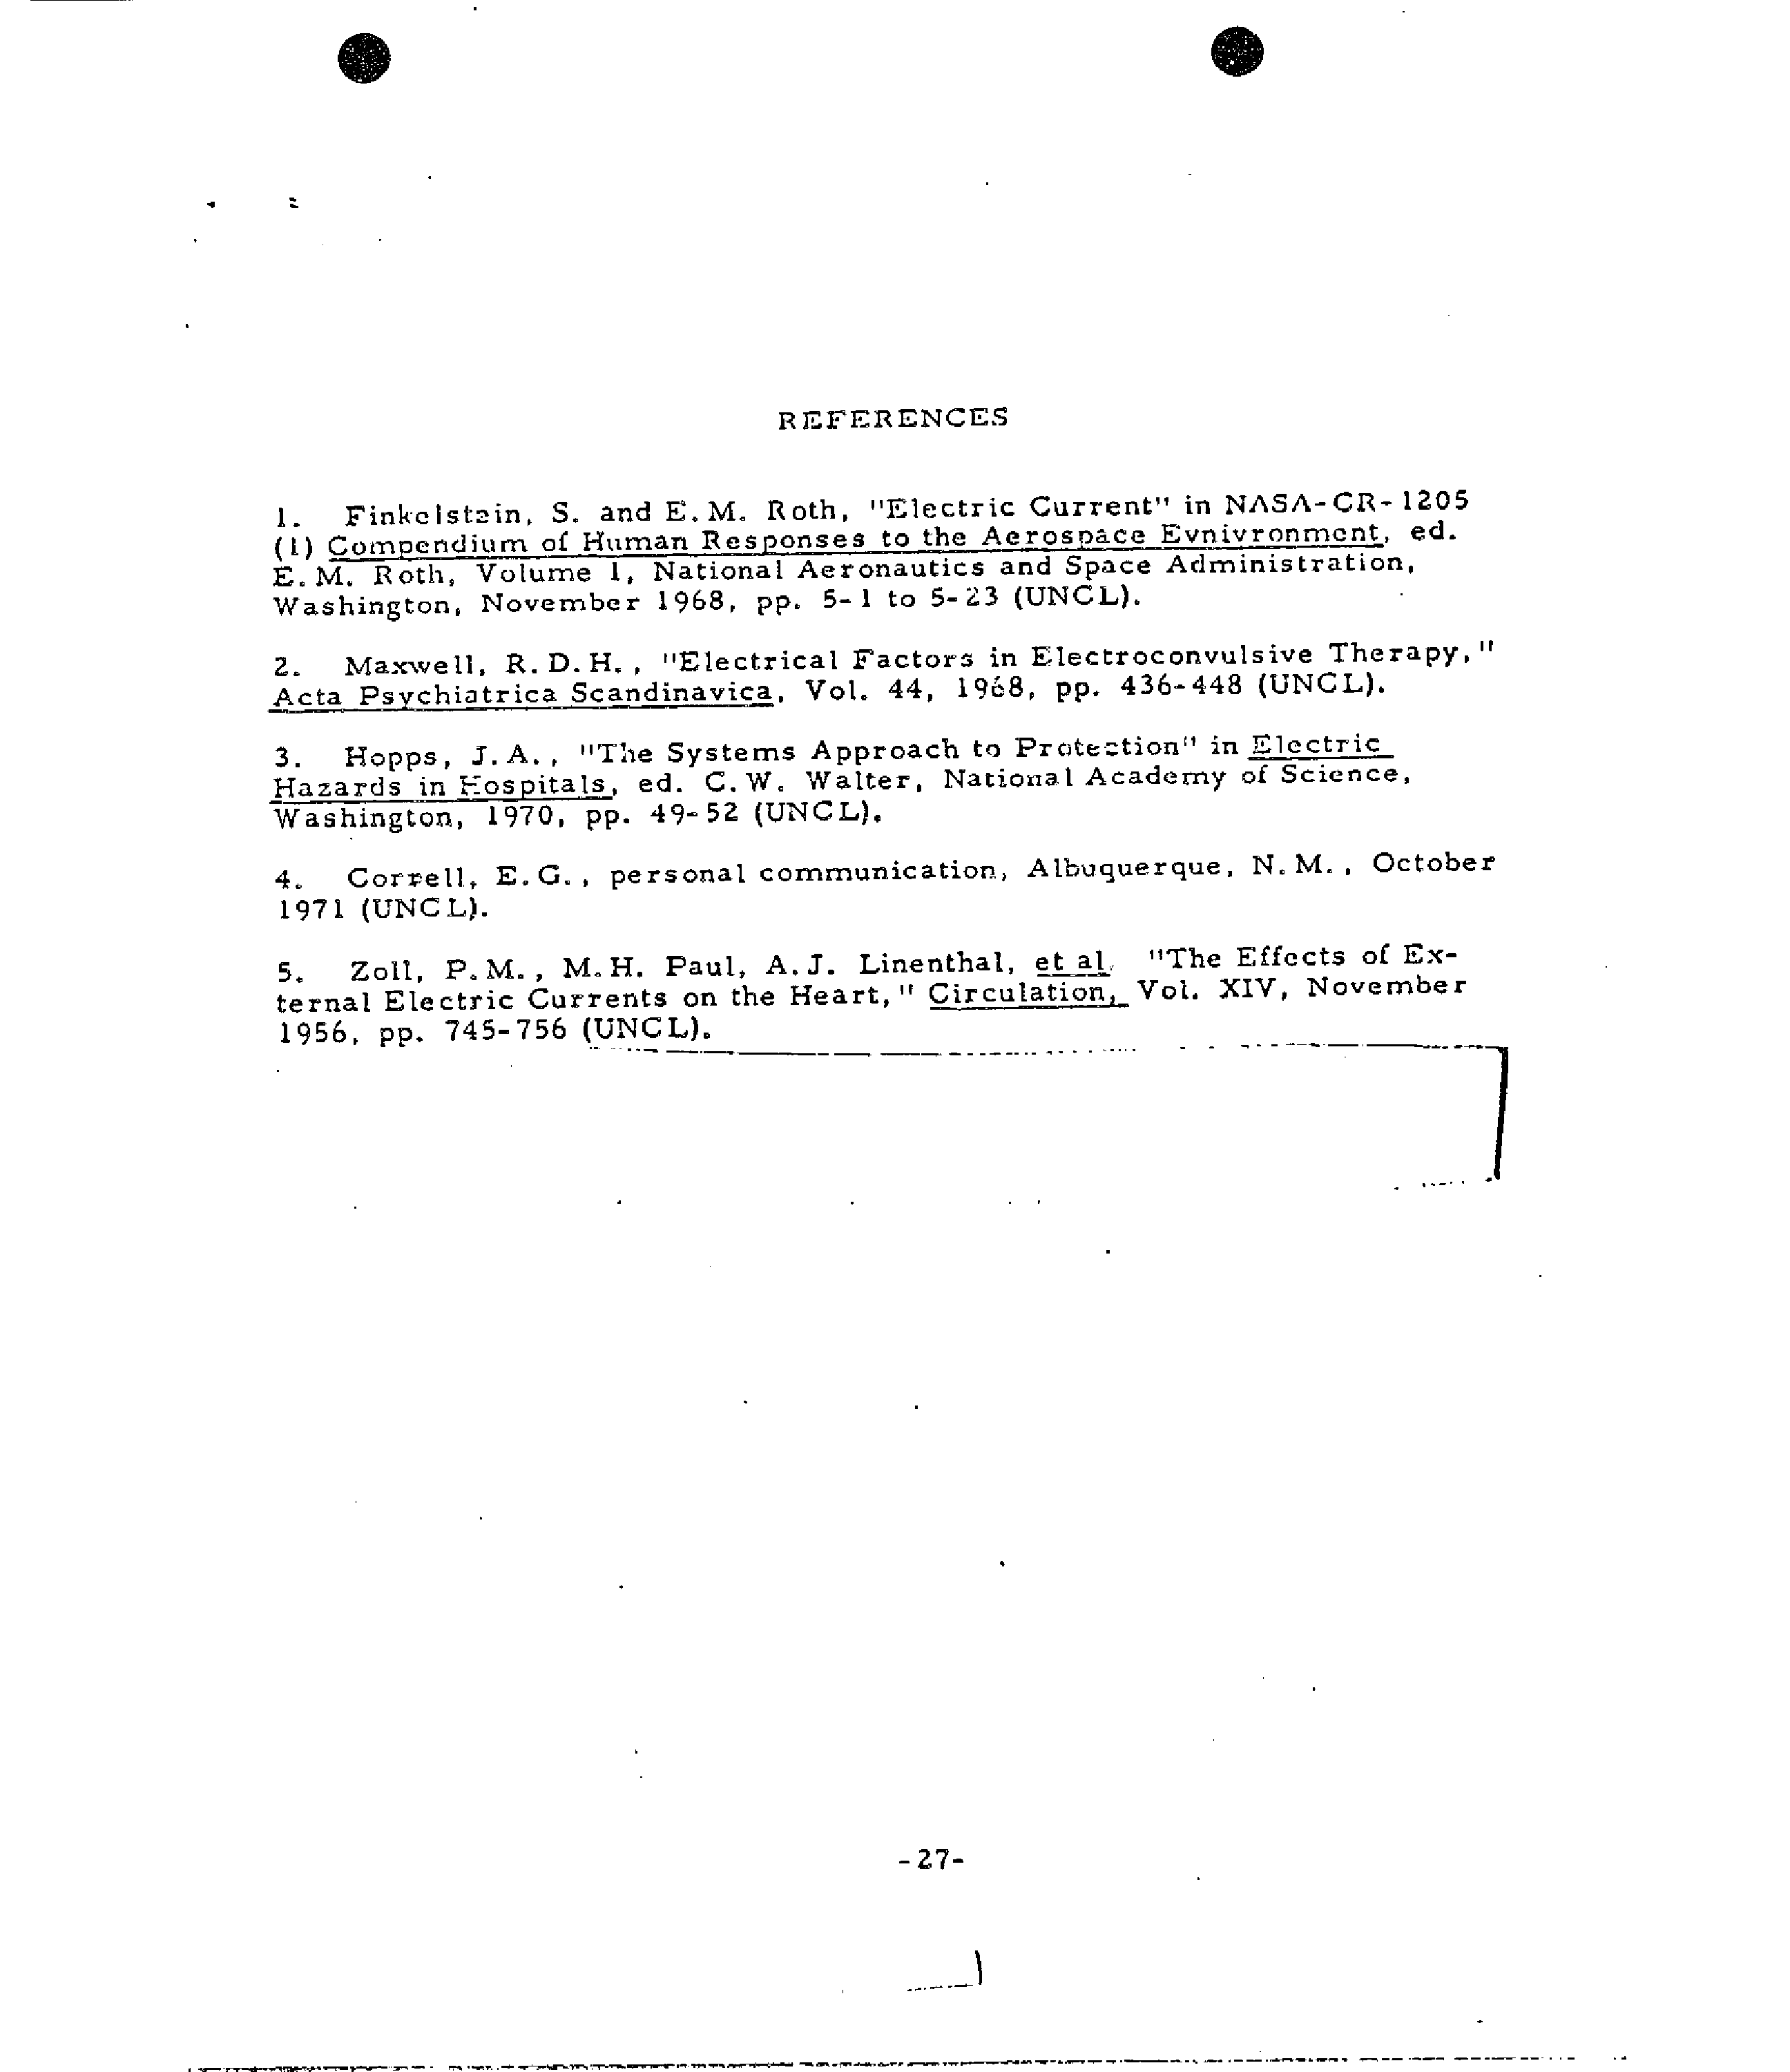 REFERENCES
1. Finkelstein, S. and E. M. Roth, "Electric Current" in NASA-CR-1205
(1) Compendium of Human Responses to the Aerospace Evnivronment, ed.
E. M. Roth, Volume 1, National Aeronautics and Space Administration,
Washington, November 1968, pp. 5-1 to 5-23 (UNCL).
2. Maxwell, R. D. H., "Electrical Factors in Electroconvulsive Therapy,"
Acta Psychiatrica Scandinavica, Vol. 44, 1968, pp. 436-448 (UNCL).
3. Hopps, J. A., "The Systems Approach to Protection" in Electric
Hazards in Hospitals, ed. C. W. Walter, National Academy of Science,
Washington, 1970, pp. 49-52 (UNCL).
4. Correll, E. G., personal communication, Albuquerque, N. M., October
1971 (UNCL).
5. Zoll, P. M., M. H. Paul, A. J. Linenthal, et al. "The Effects of Ex-
ternal Electric Currents on the Heart," Circulation, Vol. XIV, November
1956, pp. 745-756 (UNCL).
-27-